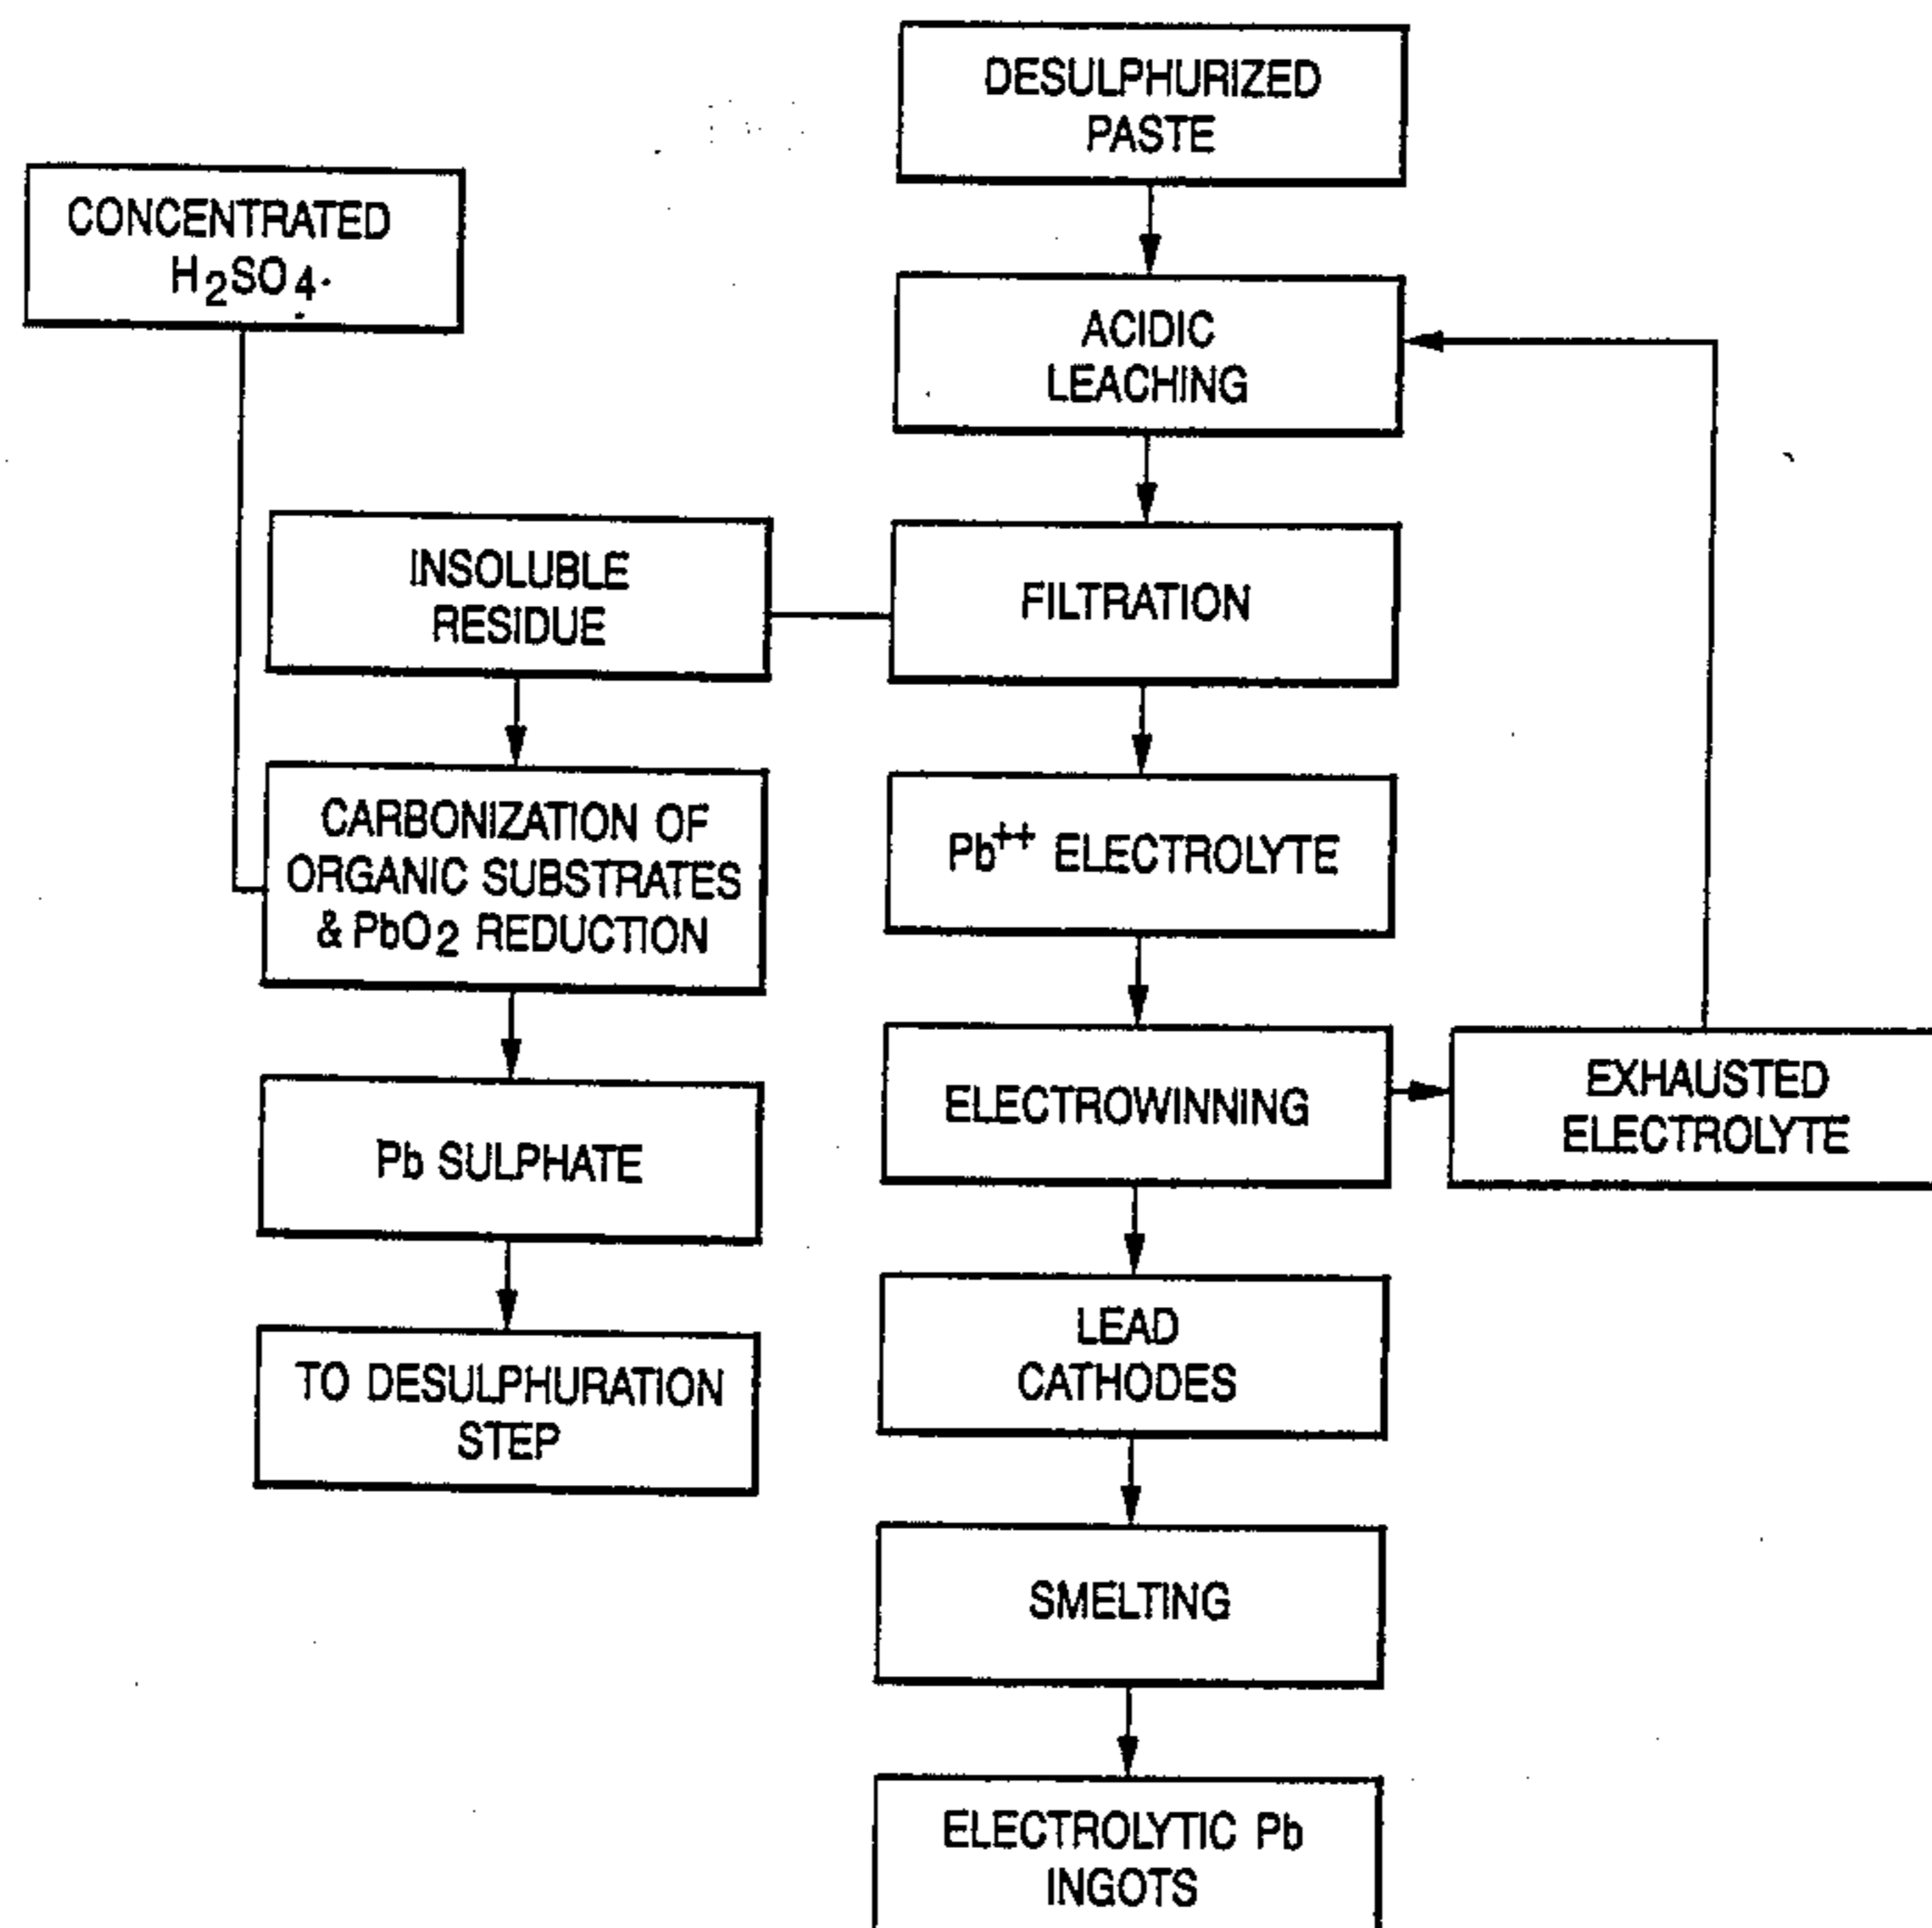 DESULPHURIZED
PASTE
CONCENTRATED
H2SO4.
ACIDIC
LEACHING
INSOLUBLE
RESIDUE
FILTRATION
CARBONIZATION OF
ORGANIC SUBSTRATES
& PbO2 REDUCTION
Pb++ ELECTROLYTE
ELECTROWINNING
EXHAUSTED
ELECTROLYTE
Pb SULPHATE
LEAD
CATHODES
TO DESULPHURATION
STEP
SMELTING
ELECTROLYTIC Pb
INGOTS